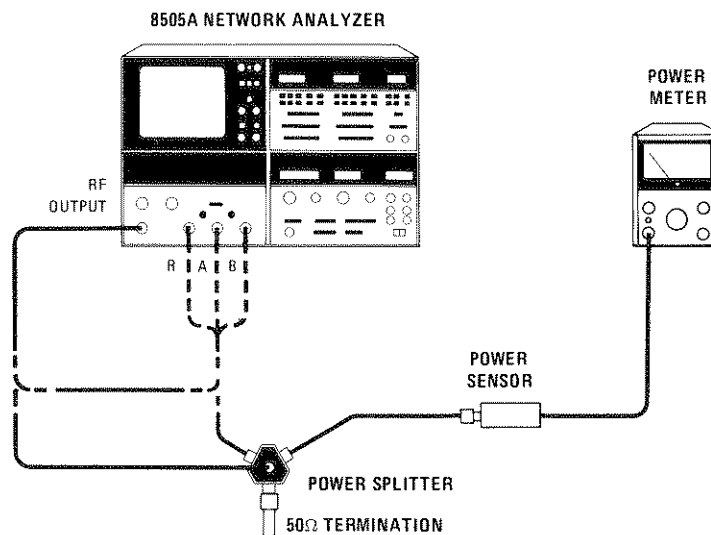 8505A NETWORK ANALYZER
POWER
METER
RF
OUTPUT
R A B
POWER
SENSOR
POWER SPLITTER
50Ω TERMINATION